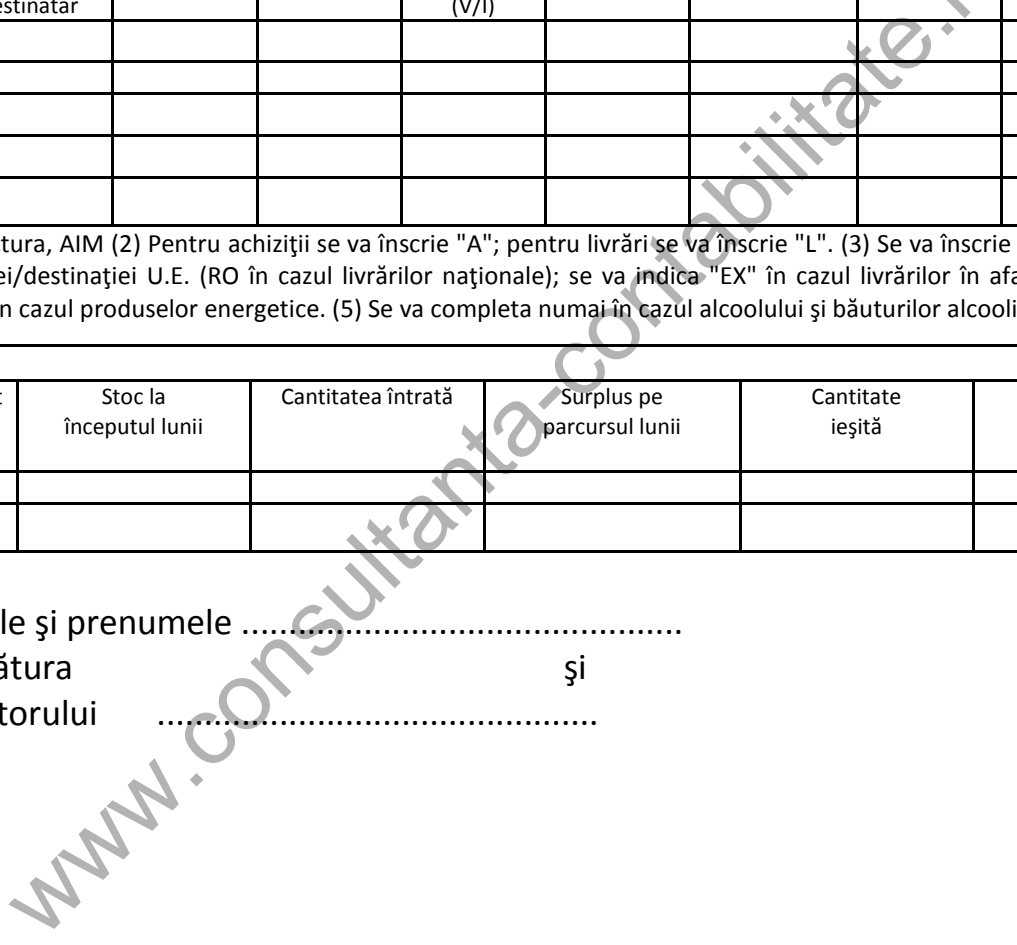 estinatar (V/I)
tura, AIM (2) Pentru achiziţii se va înscrie "A"; pentru livrări se va înscrie "L". (3) Se va înscrie
ei/destinaţiei U.E. (RO în cazul livrărilor naţionale); se va indica "EX" în cazul livrărilor în afa
n cazul produselor energetice. (5) Se va completa numai în cazul alcoolului şi băuturilor alcooli
Stoc la Cantitatea întrată Surplus pe Cantitate
începutul lunii parcursul lunii ieşită
le şi prenumele ...............................................
ătura şi
torului ...............................................
www.consultanta-contabilitate.r